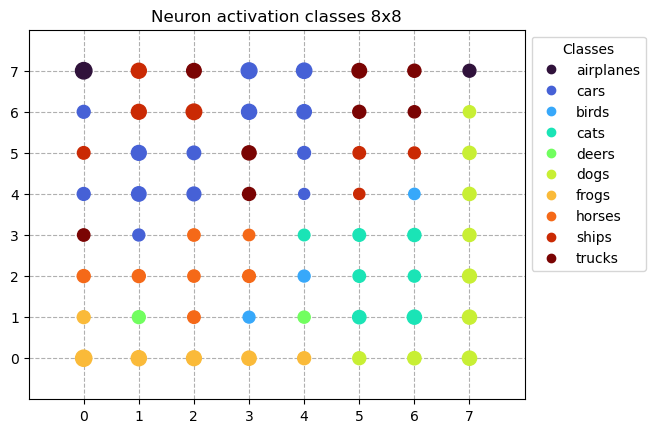 Neuron activation classes 8x8
7
6
5
4
3
2
1
0
0 1 2 3 4 5 6 7
Classes
airplanes
cars
birds
cats
deers
dogs
frogs
horses
ships
trucks